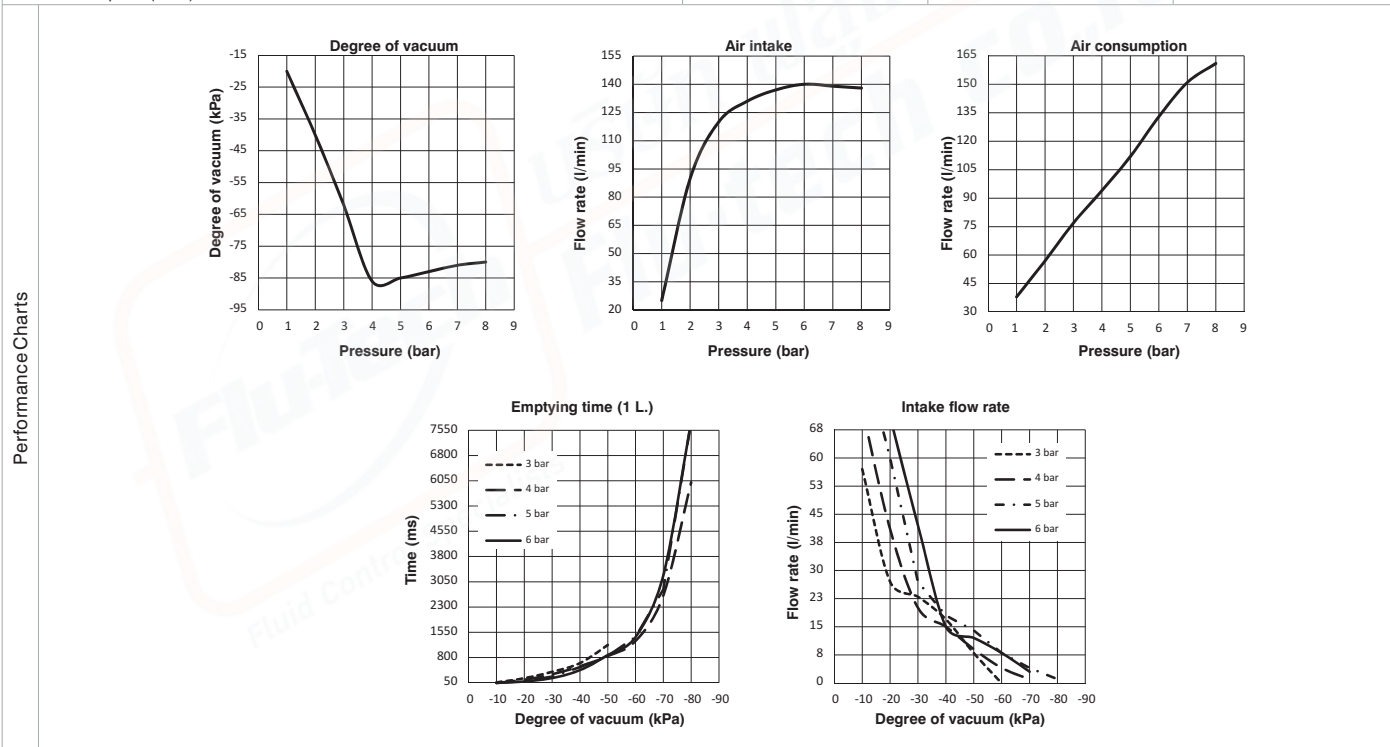 Performance Charts
Degree of vacuum
Degree of vacuum (kPa)
-15
-25
-35
-45
-55
-65
-75
-85
-95
0 1 2 3 4 5 6 7 8 9
Pressure (bar)
Air intake
Flow rate (l/min)
155
140
125
110
95
80
65
50
35
20
0 1 2 3 4 5 6 7 8 9
Pressure (bar)
Air consumption
Flow rate (l/min)
165
150
135
120
105
90
75
60
45
30
0 1 2 3 4 5 6 7 8 9
Pressure (bar)
Emptying time (1 L.)
Time (ms)
7550
6800
6050
5300
4550
3800
3050
2300
1550
800
50
3 bar
4 bar
5 bar
6 bar
0 -10 -20 -30 -40 -50 -60 -70 -80 -90
Degree of vacuum (kPa)
Intake flow rate
Flow rate (l/min)
68
60
53
45
38
30
23
15
8
0
3 bar
4 bar
5 bar
6 bar
0 -10 -20 -30 -40 -50 -60 -70 -80 -90
Degree of vacuum (kPa)
Flu-tech
Fluid Contro